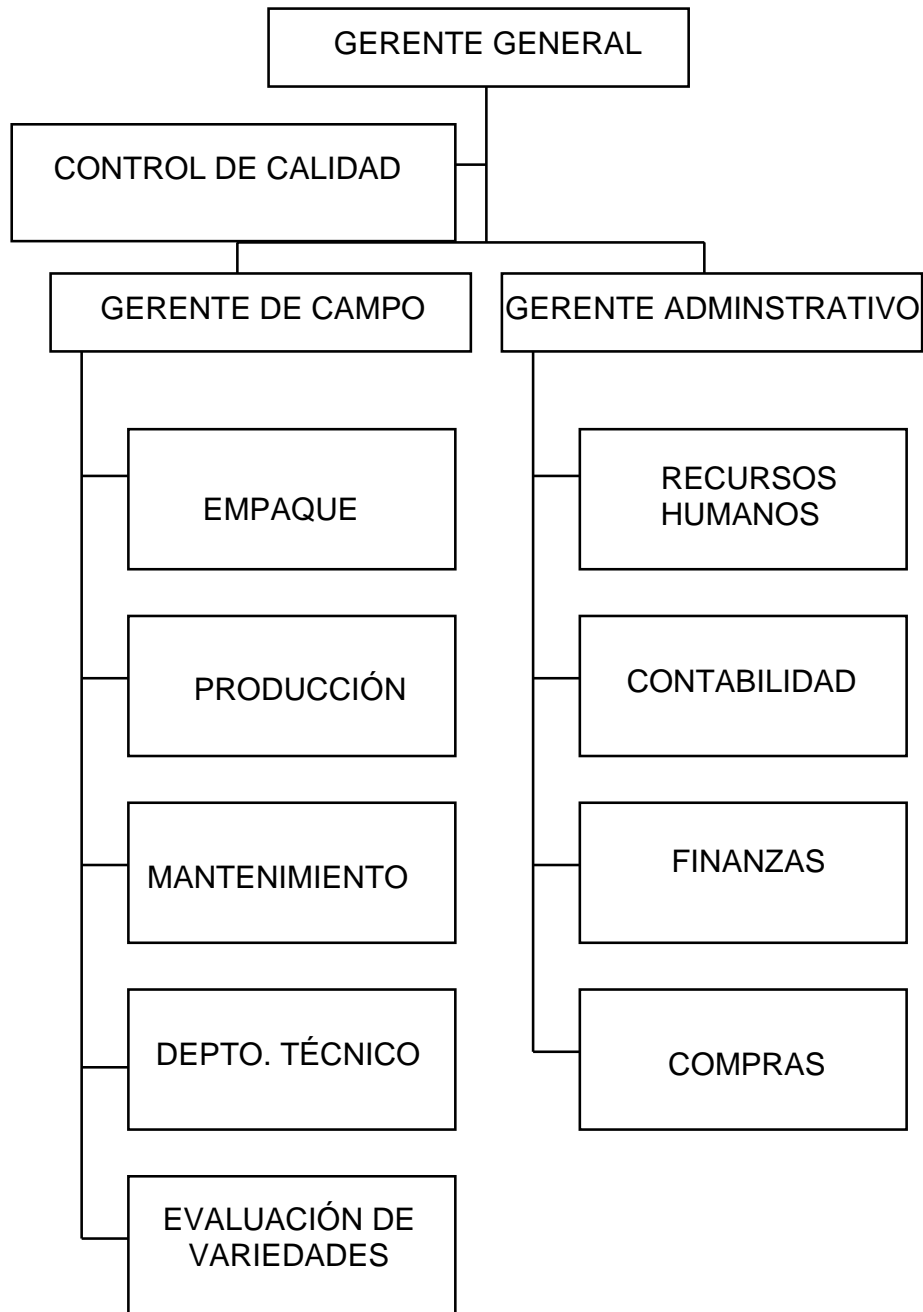 GERENTE GENERAL
CONTROL DE CALIDAD
GERENTE DE CAMPO
GERENTE ADMINSTRATIVO
EMPAQUE
RECURSOS
HUMANOS
PRODUCCIÓN
CONTABILIDAD
MANTENIMIENTO
FINANZAS
DEPTO. TÉCNICO
COMPRAS
EVALUACIÓN DE
VARIEDADES